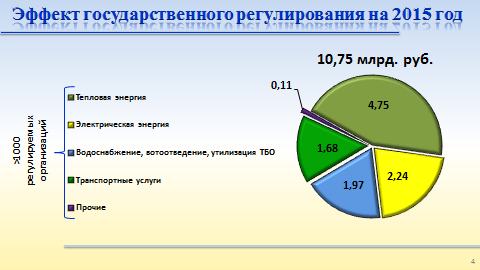 Эффект государственного регулирования на 2015 год
10,75 млрд. руб.
>1000
регулируемых
организаций
Тепловая энергия
Электрическая энергия
Водоснабжение, вотоотведение, утилизация ТБО
Транспортные услуги
Прочие
0,11
4,75
1,68
1,97
2,24
4